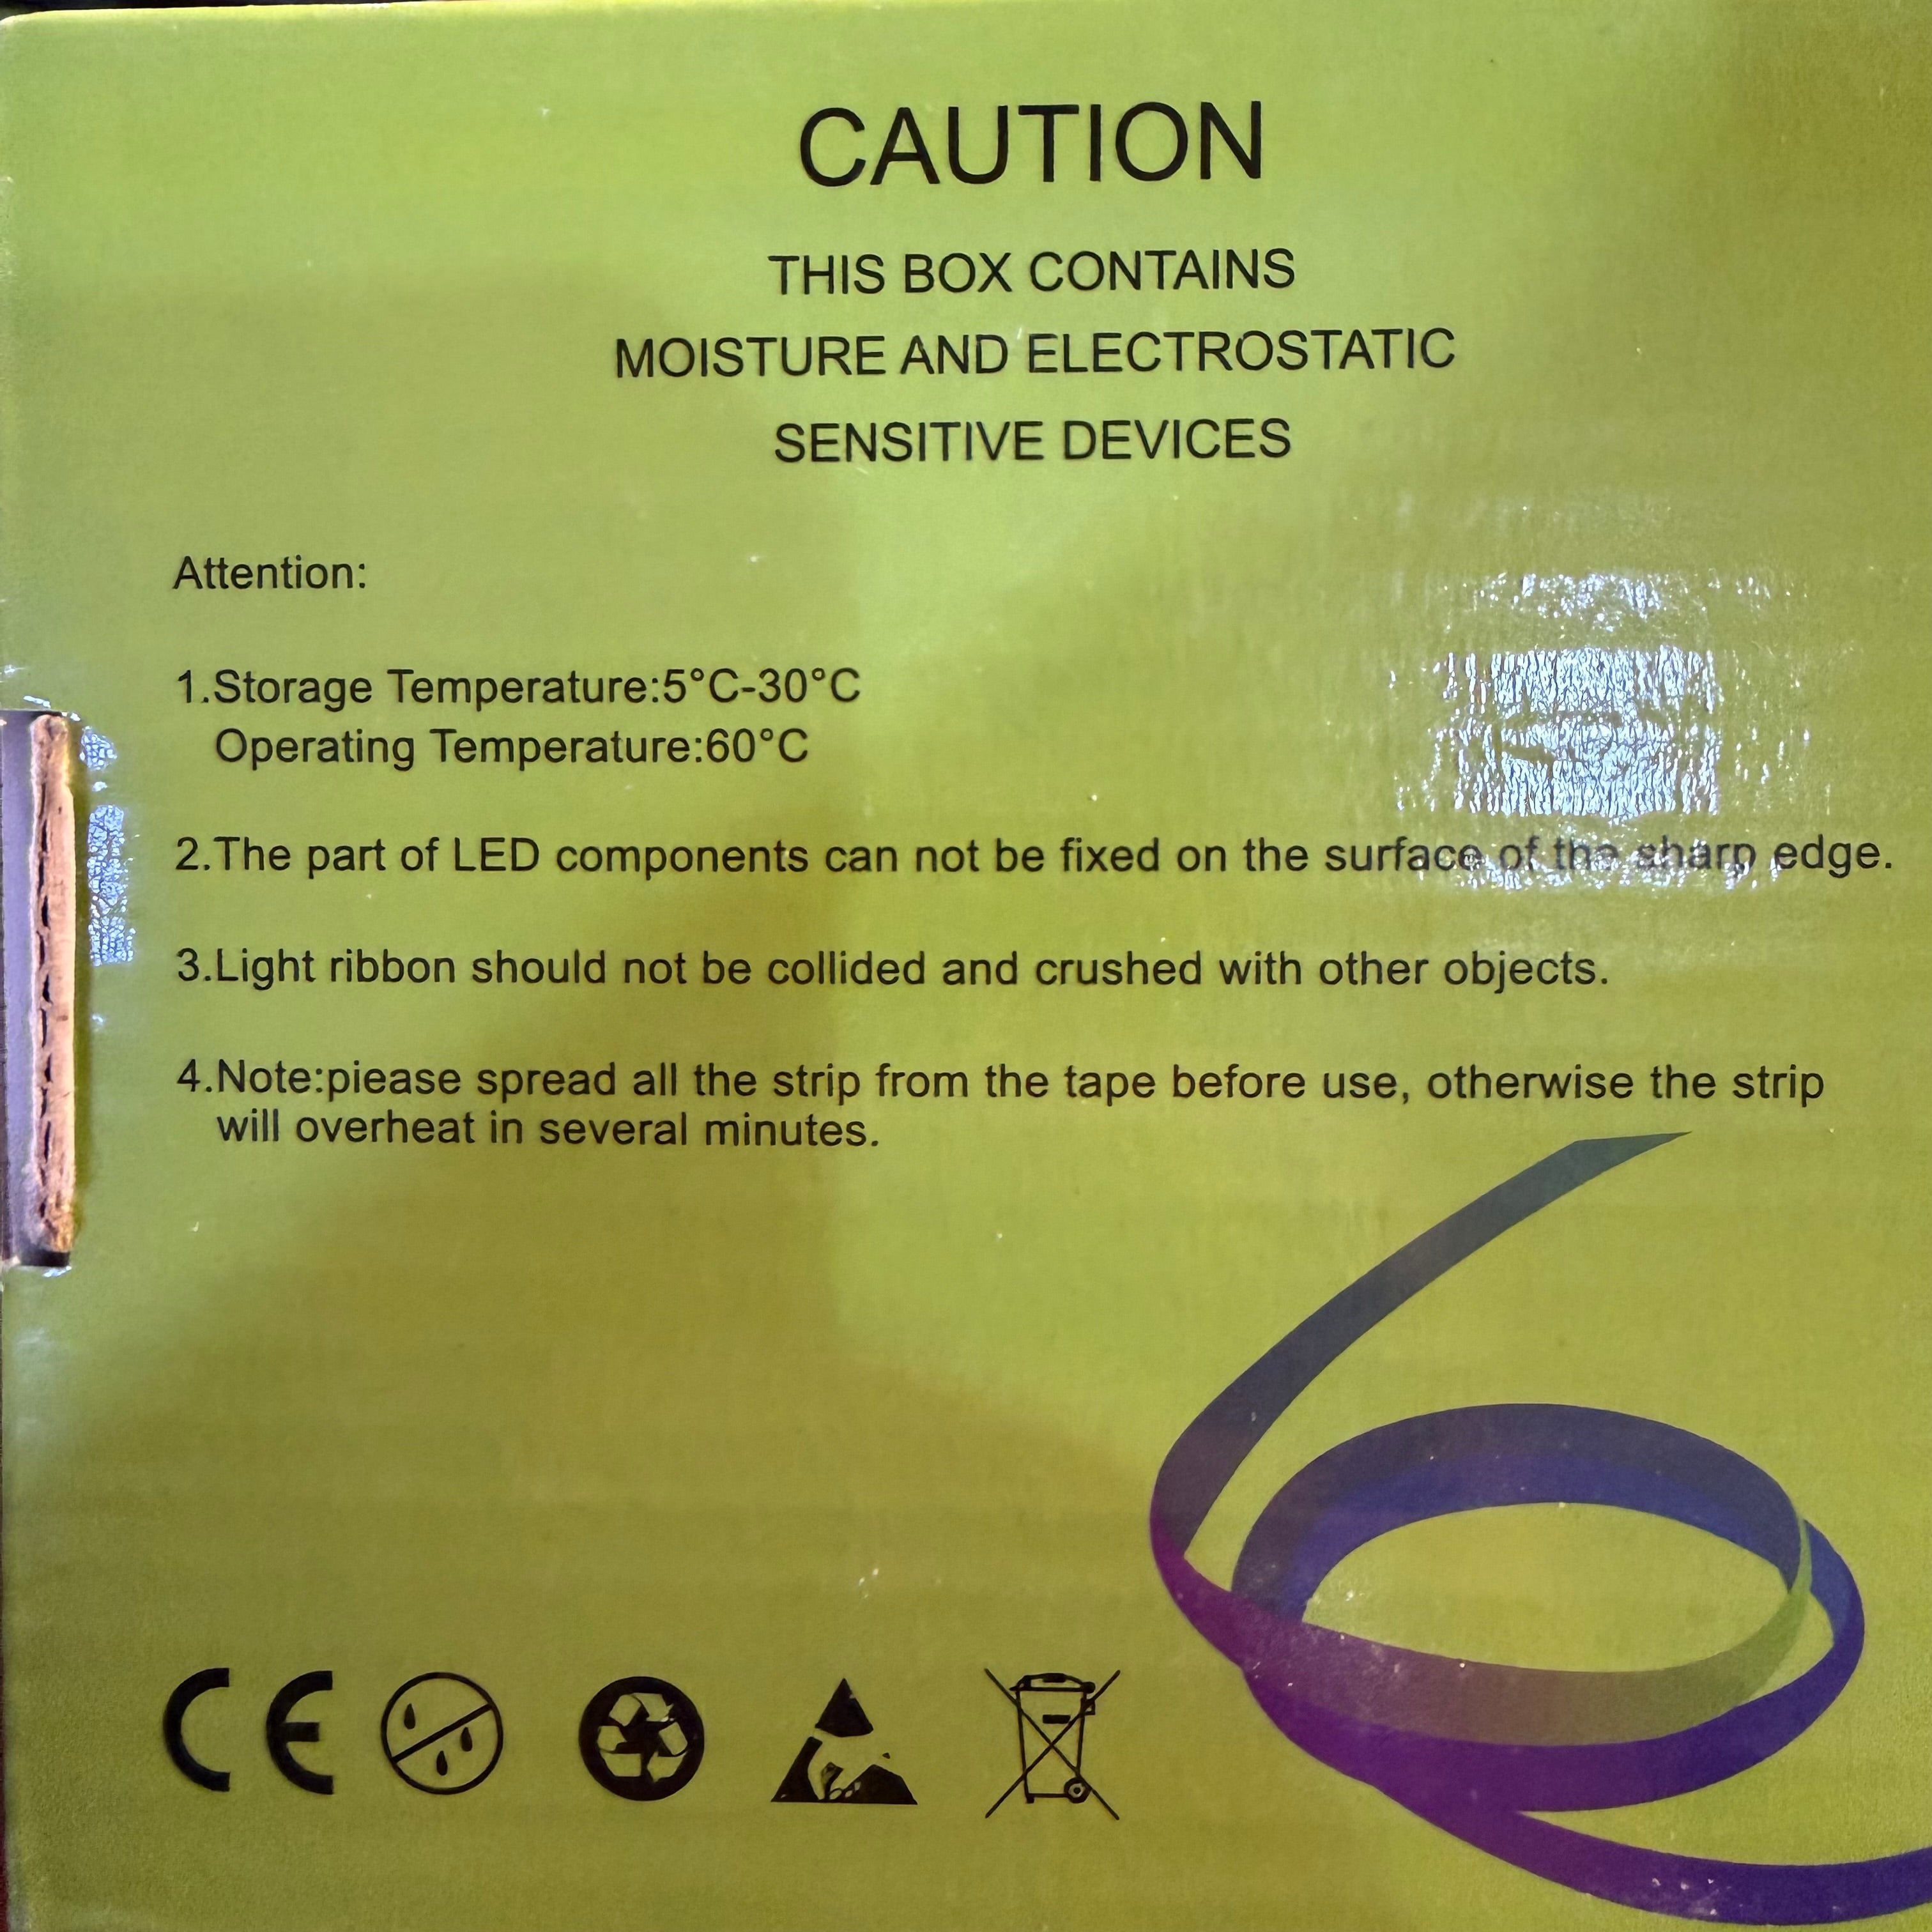 CAUTION
THIS BOX CONTAINS
MOISTURE AND ELECTROSTATIC
SENSITIVE DEVICES
Attention:
1.Storage Temperature:5°C-30°C
Operating Temperature:60°C
2.The part of LED components can not be fixed on the surface of the sharp edge.
3.Light ribbon should not be collided and crushed with other objects.
4.Note:piease spread all the strip from the tape before use, otherwise the strip
will overheat in several minutes.
CE